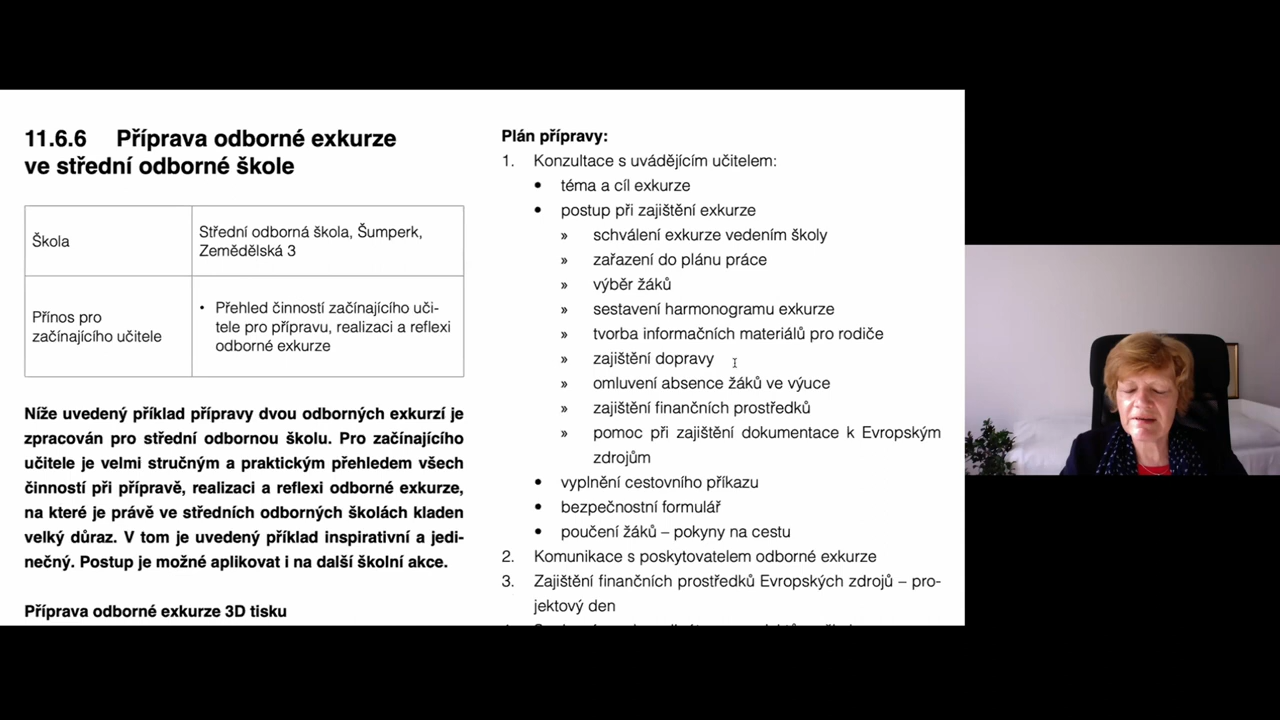 11.6.6 Příprava odborné exkurze
ve střední odborné škole
Škola
Střední odborná škola, Šumperk,
Zemědělská 3
Přínos pro
začínajícího učitele
• Přehled činností začínajícího uči-
tele pro přípravu, realizaci a reflexi
odborné exkurze
Níže uvedený příklad přípravy dvou odborných exkurzí je
zpracován pro střední odbornou školu. Pro začínajícího
učitele je velmi stručným a praktickým přehledem všech
činností při přípravě, realizaci a reflexi odborné exkurze,
na které je právě ve středních odborných školách kladen
velký důraz. V tom je uvedený příklad inspirativní a jedi-
nečný. Postup je možné aplikovat i na další školní akce.
Příprava odborné exkurze 3D tisku
Plán přípravy:
1. Konzultace s uvádějícím učitelem:
• téma a cíl exkurze
• postup při zajištění exkurze
» schválení exkurze vedením školy
» zařazení do plánu práce
» výběr žáků
» sestavení harmonogramu exkurze
» tvorba informačních materiálů pro rodiče
» zajištění dopravy
» omluvení absence žáků ve výuce
» zajištění finančních prostředků
» pomoc při zajištění dokumentace k Evropským
zdrojům
• vyplnění cestovního příkazu
• bezpečnostní formulář
• poučení žáků – pokyny na cestu
2. Komunikace s poskytovatelem odborné exkurze
3. Zajištění finančních prostředků Evropských zdrojů – pro-
jektový den